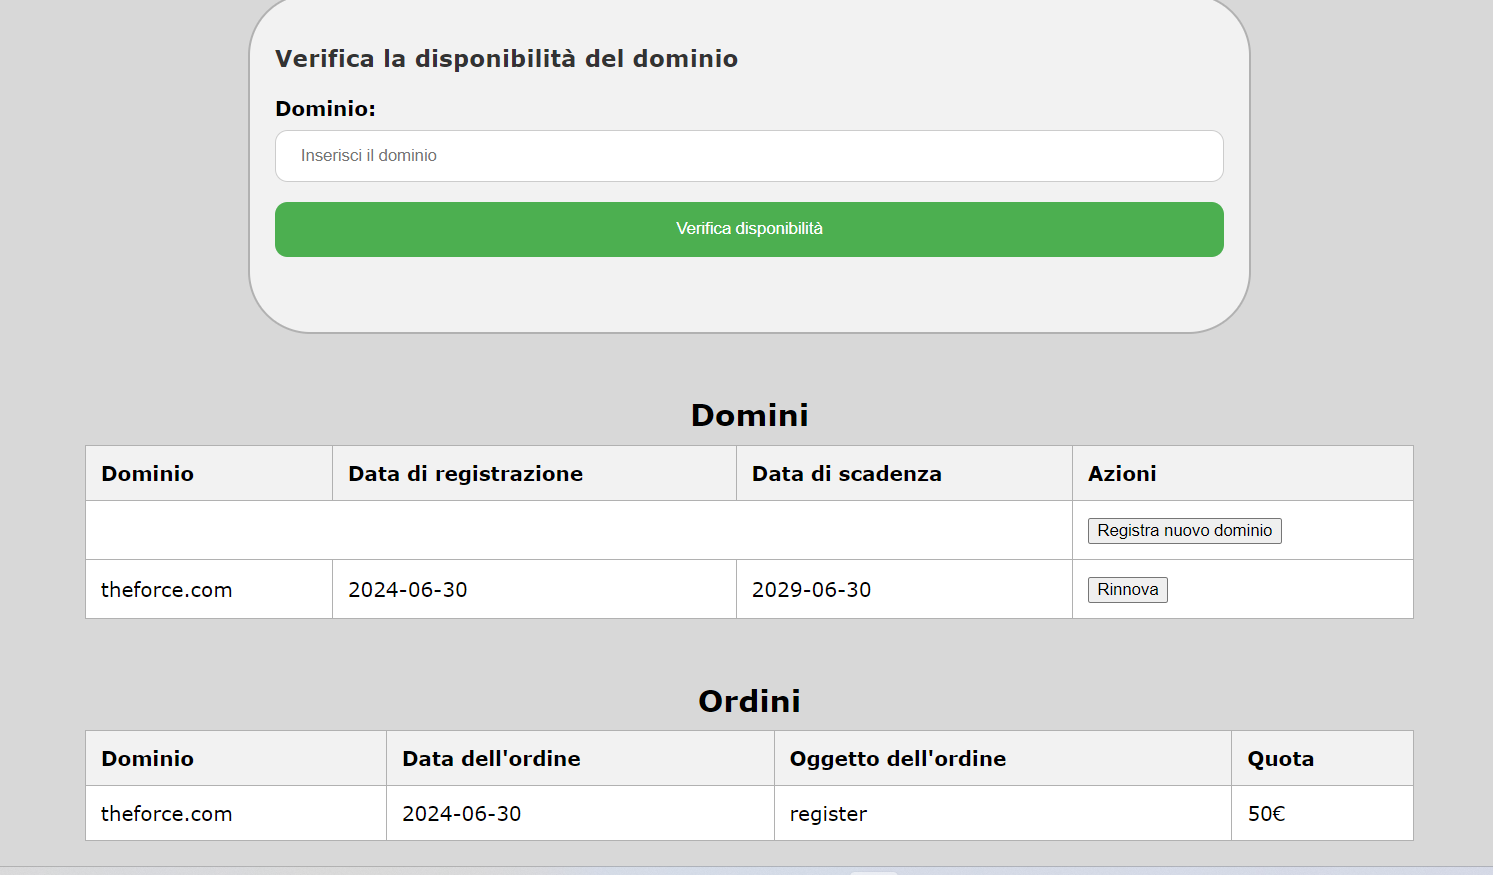 Verifica la disponibilità del dominio
Dominio:
Inserisci il dominio
Verifica disponibilità
Domini
Dominio Data di registrazione Data di scadenza Azioni
Registra nuovo dominio
theforce.com 2024-06-30 2029-06-30 Rinnova
Ordini
Dominio Data dell'ordine Oggetto dell'ordine Quota
theforce.com 2024-06-30 register 50€